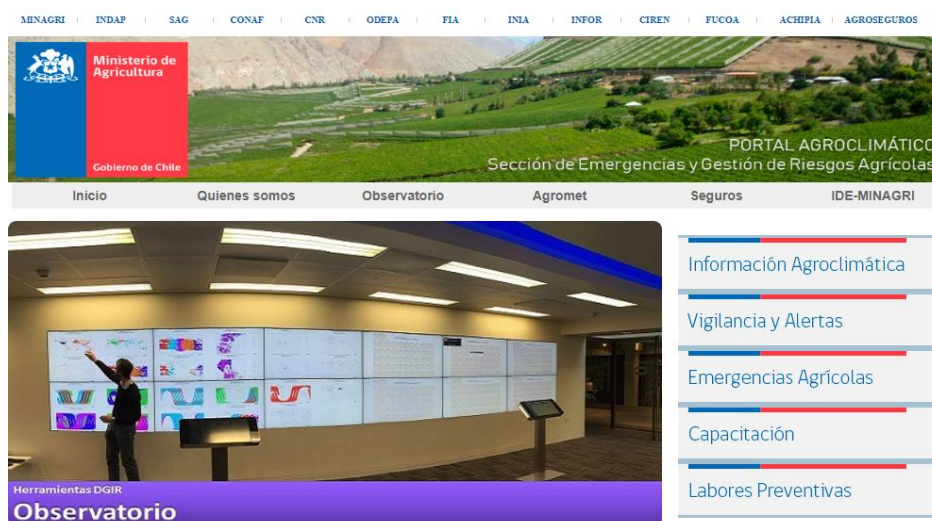 MINAGRI | INDAP | SAG | CONAF | CNR | ODEPA | FIA | INIA | INFOR | CIREN | FUCOA | ACHIPIA | AGROSEGUROS
Ministerio de
Agricultura
Gobierno de Chile
PORTAL AGROCLIMÁTICO
Sección de Emergencias y Gestión de Riesgos Agrícolas
Inicio Quienes somos Observatorio Agromet Seguros IDE-MINAGRI
Información Agroclimática
Vigilancia y Alertas
Emergencias Agrícolas
Capacitación
Labores Preventivas
Herramientas DGIR
Observatorio